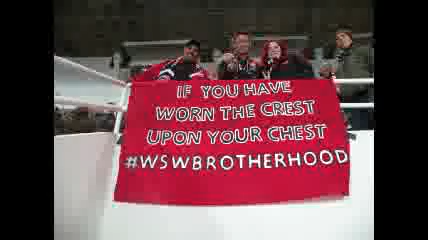 IF YOU HAVE
WORN THE CREST
UPON YOUR CHEST
#WSWBROTHERHOOD